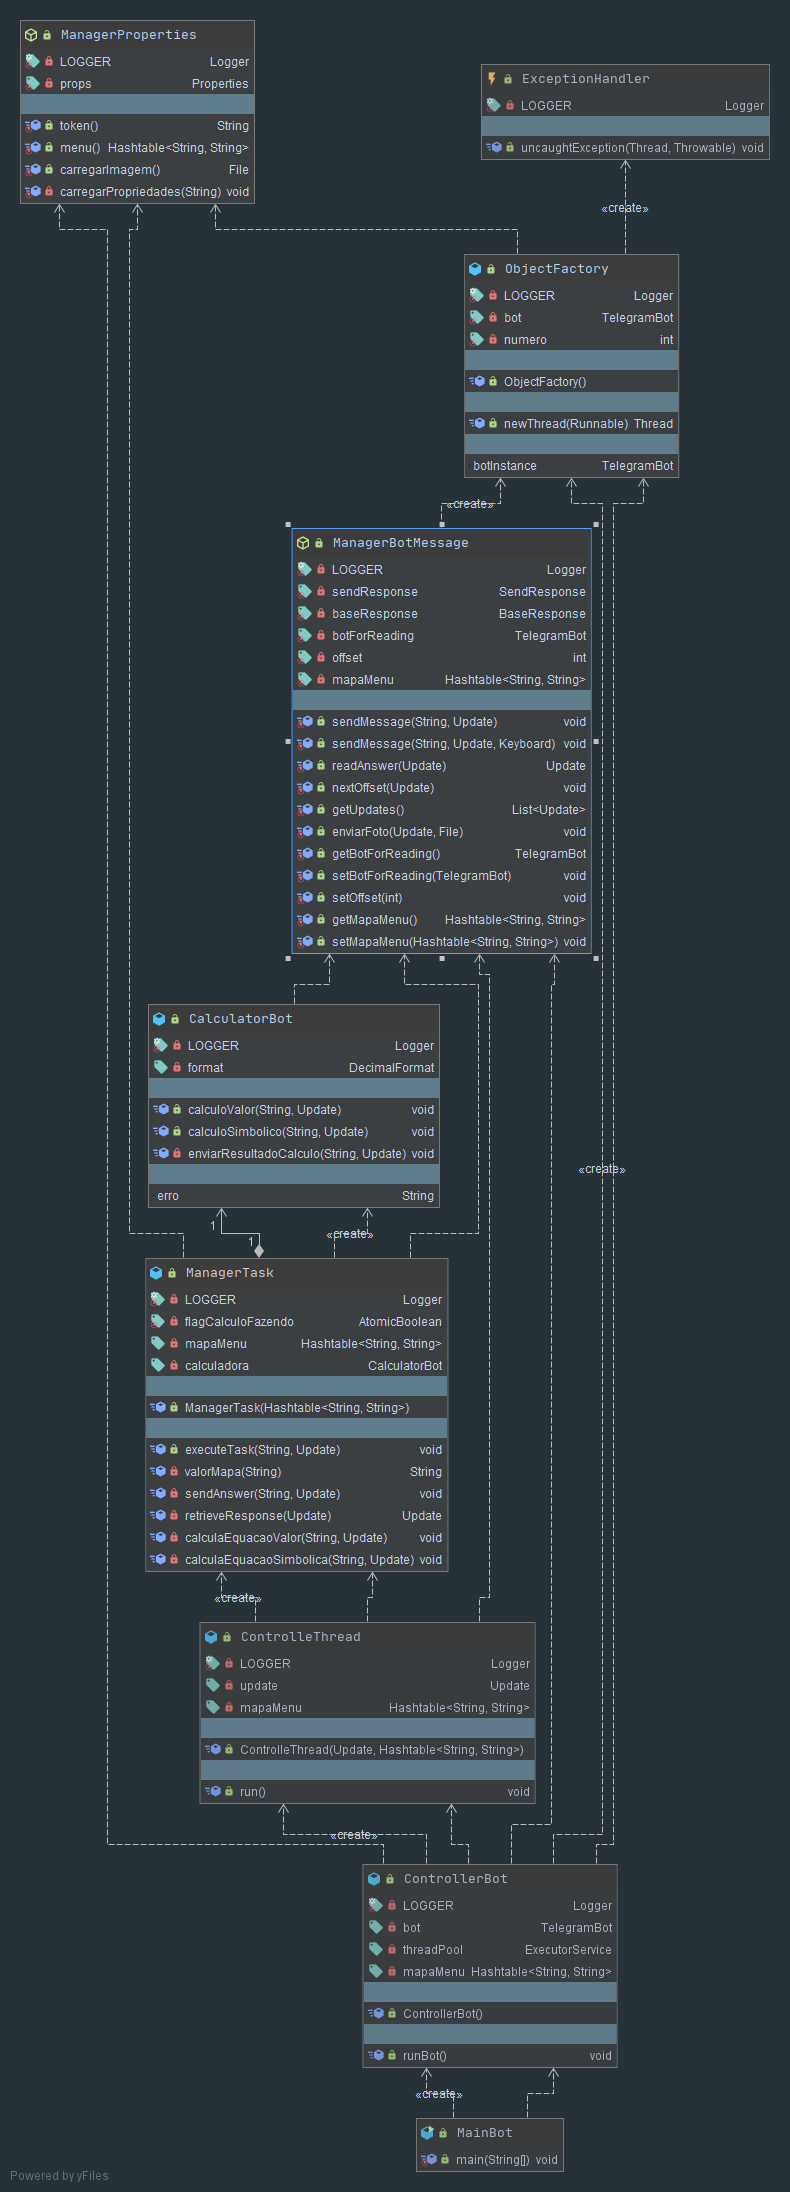 ManagerProperties
LOGGER Logger
props Properties
token() String
menu() Hashtable<String, String>
carregarImagem() File
carregarPropriedades(String) void
ExceptionHandler
LOGGER Logger
uncaughtException(Thread, Throwable) void
«create»
ObjectFactory
LOGGER Logger
bot TelegramBot
numero int
ObjectFactory()
newThread(Runnable) Thread
botInstance TelegramBot
«create»
ManagerBotMessage
LOGGER Logger
sendResponse SendResponse
baseResponse BaseResponse
botForReading TelegramBot
offset int
mapaMenu Hashtable<String, String>
sendMessage(String, Update) void
sendMessage(String, Update, Keyboard) void
readAnswer(Update) Update
nextOffset(Update) void
getUpdates() List<Update>
enviarFoto(Update, File) void
getBotForReading() TelegramBot
setBotForReading(TelegramBot) void
setOffset(int) void
getMapaMenu() Hashtable<String, String>
setMapaMenu(Hashtable<String, String>) void
CalculatorBot
LOGGER Logger
format DecimalFormat
calculoValor(String, Update) void
calculoSimbolico(String, Update) void
enviarResultadoCalculo(String, Update) void
erro String
«create»
1
1
«create»
ManagerTask
LOGGER Logger
flagCalculoFazendo AtomicBoolean
mapaMenu Hashtable<String, String>
calculadora CalculatorBot
ManagerTask(Hashtable<String, String>)
executeTask(String, Update) void
valorMapa(String) String
sendAnswer(String, Update) void
retrieveResponse(Update) Update
calculaEquacaoValor(String, Update) void
calculaEquacaoSimbolica(String, Update) void
«create»
ControlleThread
LOGGER Logger
update Update
mapaMenu Hashtable<String, String>
ControlleThread(Update, Hashtable<String, String>)
run() void
«create»
ControllerBot
LOGGER Logger
bot TelegramBot
threadPool ExecutorService
mapaMenu Hashtable<String, String>
ControllerBot()
runBot() void
«create»
MainBot
main(String[]) void
Powered by yFiles